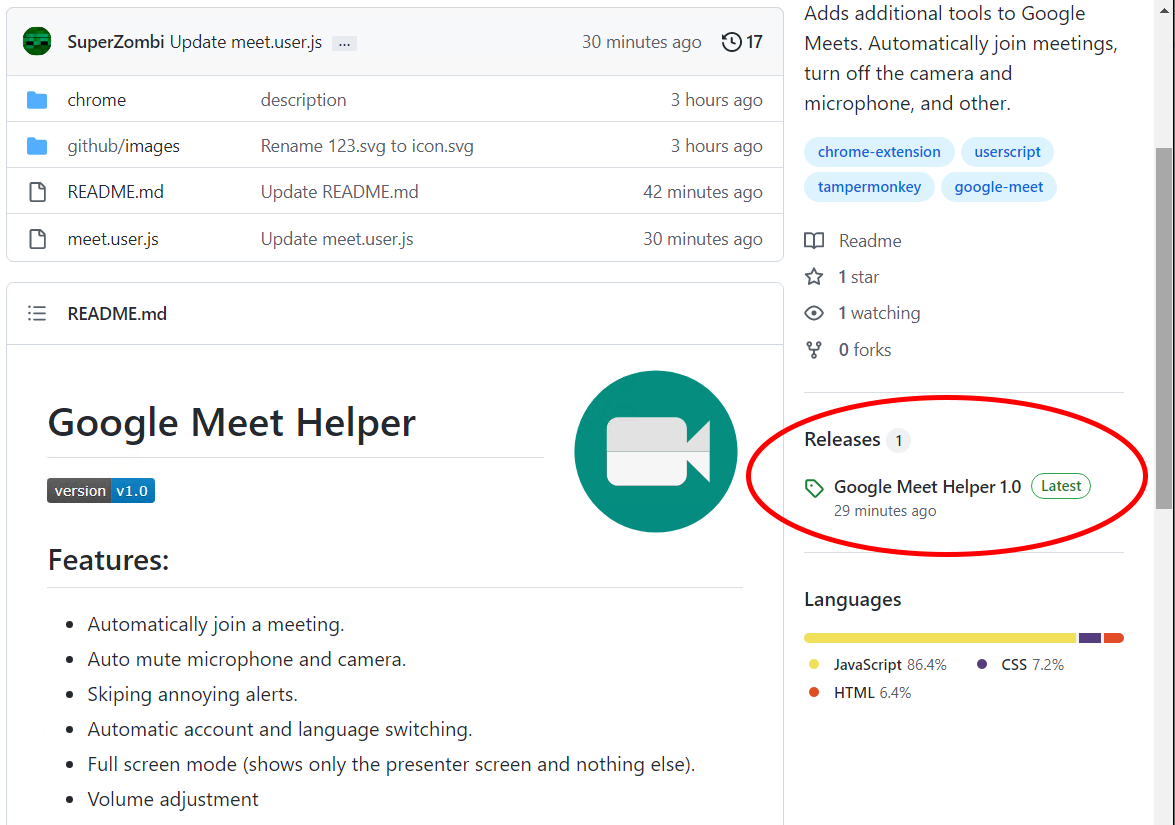 SuperZombi Update meet.user.js ... 30 minutes ago 17
chrome description 3 hours ago
github/images Rename 123.svg to icon.svg 3 hours ago
README.md Update README.md 42 minutes ago
meet.user.js Update meet.user.js 30 minutes ago
README.md
Google Meet Helper
version v1.0
Features:
Automatically join a meeting.
Auto mute microphone and camera.
Skiping annoying alerts.
Automatic account and language switching.
Full screen mode (shows only the presenter screen and nothing else).
Volume adjustment
Adds additional tools to Google
Meets. Automatically join meetings,
turn off the camera and
microphone, and other.
chrome-extension userscript
tampermonkey google-meet
Readme
1 star
1 watching
0 forks
Releases 1
Google Meet Helper 1.0 Latest
29 minutes ago
Languages
JavaScript 86.4% CSS 7.2%
HTML 6.4%